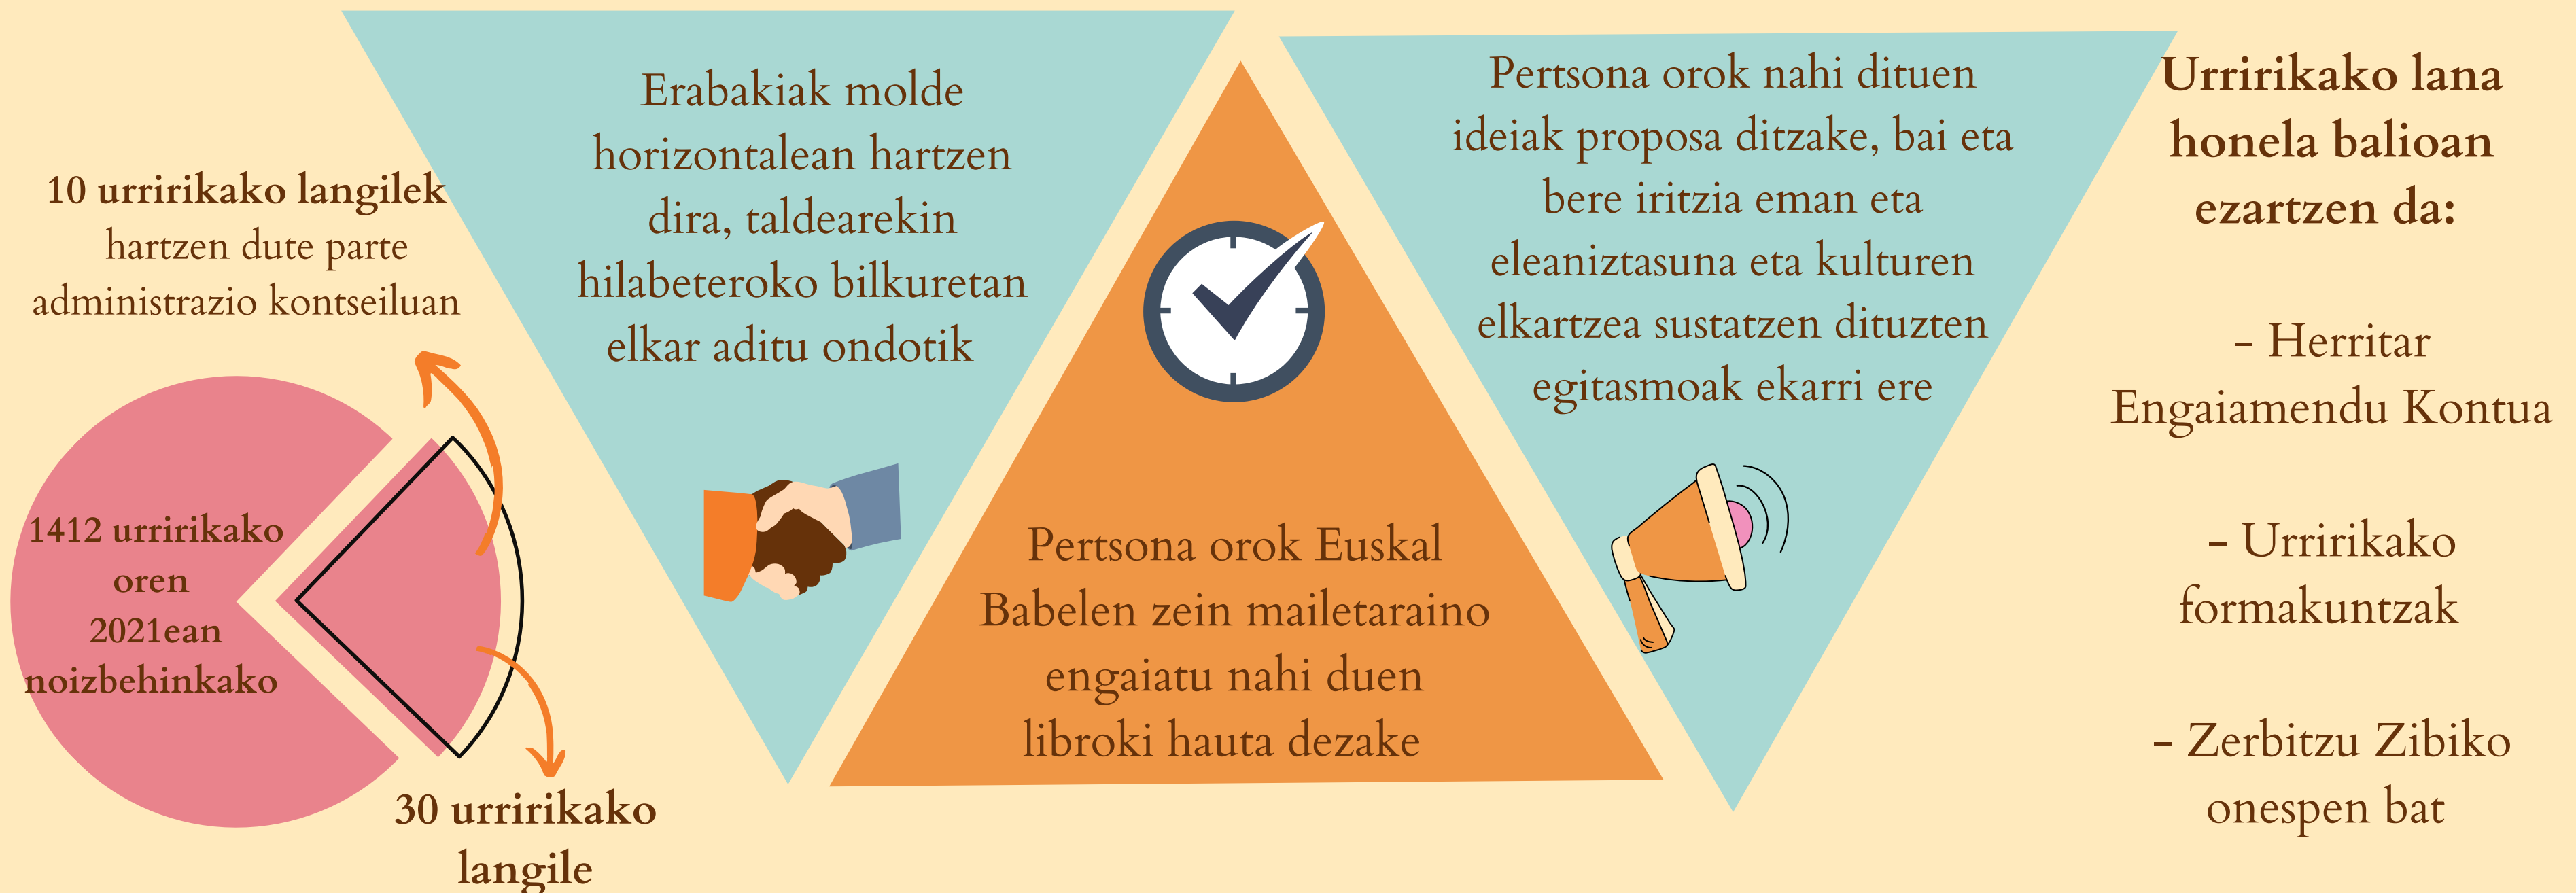 10 urririkako langilek
hartzen dute parte
administrazio kontseiluan
1412 urririkako
oren
2021ean
noizbehinkako
30 urririkako
langile
Erabakiak molde
horizontalean hartzen
dira, taldearekin
hilabeteroko bilkuretan
elkar aditu ondotik
Pertsona orok Euskal
Babelen zein mailetaraino
engaiatu nahi duen
libroki hauta dezake
Pertsona orok nahi dituen
ideiak proposa ditzake, bai eta
bere iritzia eman eta
eleaniztasuna eta kulturen
elkartzea sustatzen dituzten
egitasmoak ekarri ere
Urririkako lana
honela balioan
ezartzen da:
- Herritar
Engaiamendu Kontua
- Urririkako
formakuntzak
- Zerbitzu Zibiko
onespen bat